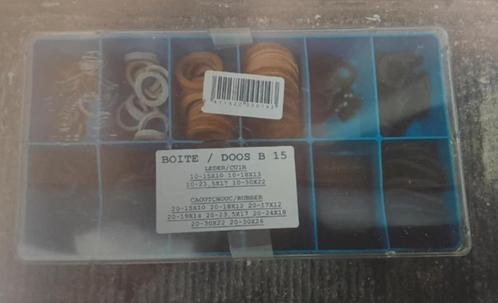 BOITE / DOOS B 15
LEDER/CUIR
10-15X10 10-18X13
10-23,5X17 10-30X22
CAOUTCHOUC/RUBBER
20-15X10 20-18X12 20-17X12
20-19X14 20-23,5X17 20-24X18
20-30X22 20-30X26